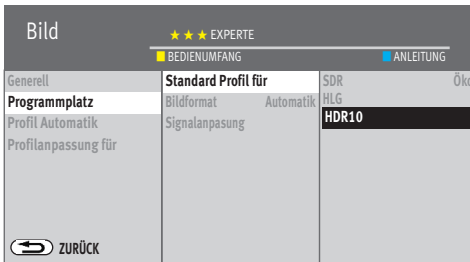 Bild
★ ★ ★ EXPERTE
BEDIENUMFANG
ANLEITUNG
Generell
Programmplatz
Profil Automatik
Profilanpassung für
Standard Profil für
Bildformat Automatik
Signalanpasung
SDR Öko
HLG
HDR10
ZURÜCK